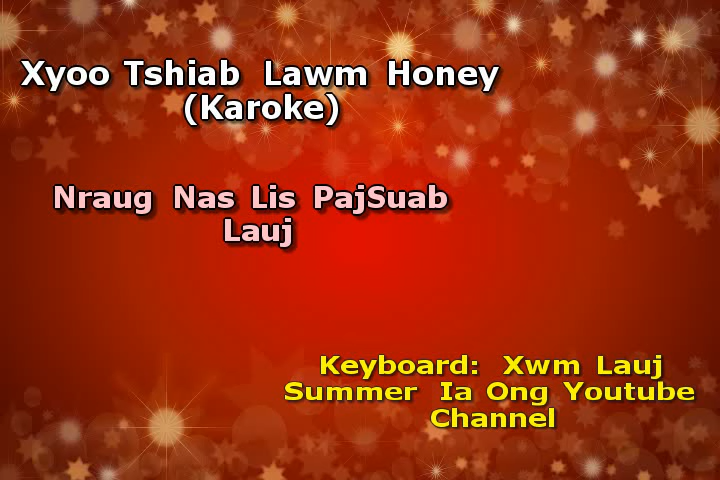 Xyoo Tshiab Lawm Honey
(Karoke)
Nraug Nas Lis PajSuab
Lauj
Keyboard: Xwm Lauj
Summer Ia Ong Youtube
Channel